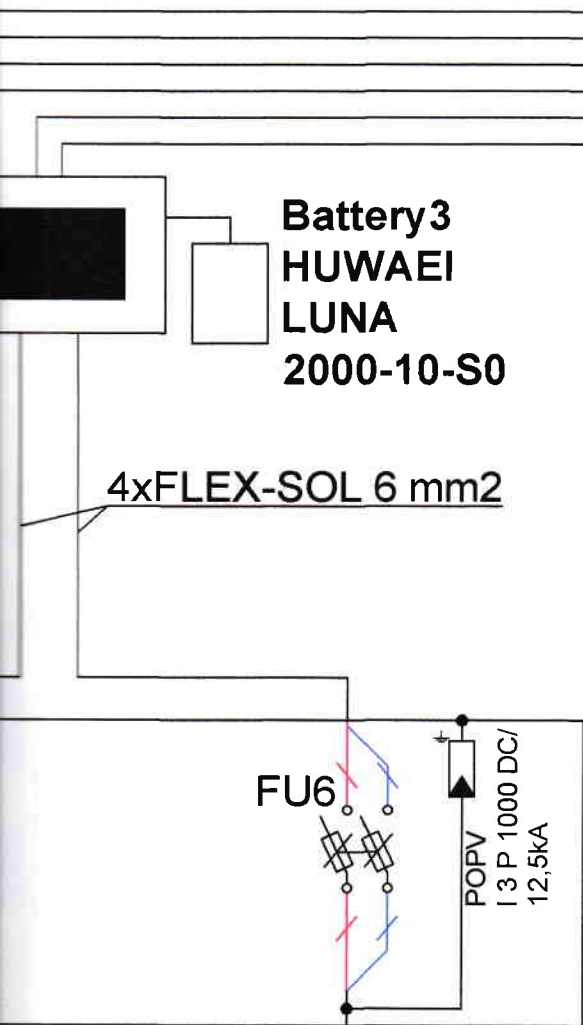 Battery3
HUWAEI
LUNA
2000-10-S0
4xFLEX-SOL 6 mm2
FU6
POPV
I 3 P 1000 DC/
12,5kA